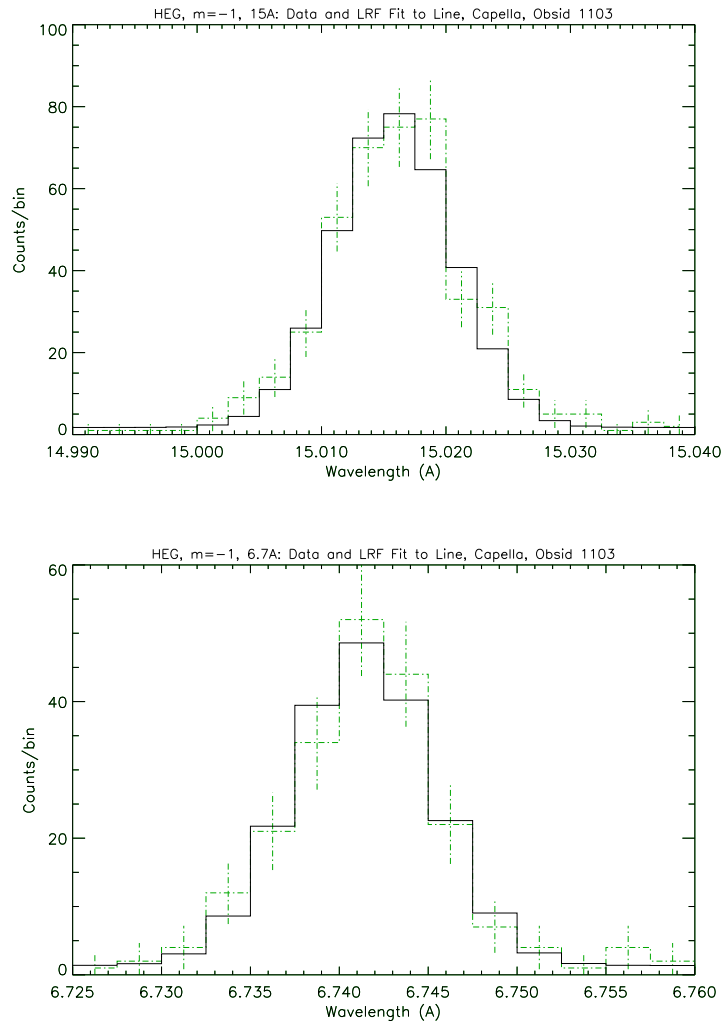 HEG, m=−1, 15A: Data and LRF Fit to Line, Capella, Obsid 1103
100
80
60
40
20
0
Counts/bin
14.990 15.000 15.010 15.020 15.030 15.040
Wavelength (A)
HEG, m=−1, 6.7A: Data and LRF Fit to Line, Capella, Obsid 1103
60
40
20
0
Counts/bin
6.725 6.730 6.735 6.740 6.745 6.750 6.755 6.760
Wavelength (A)